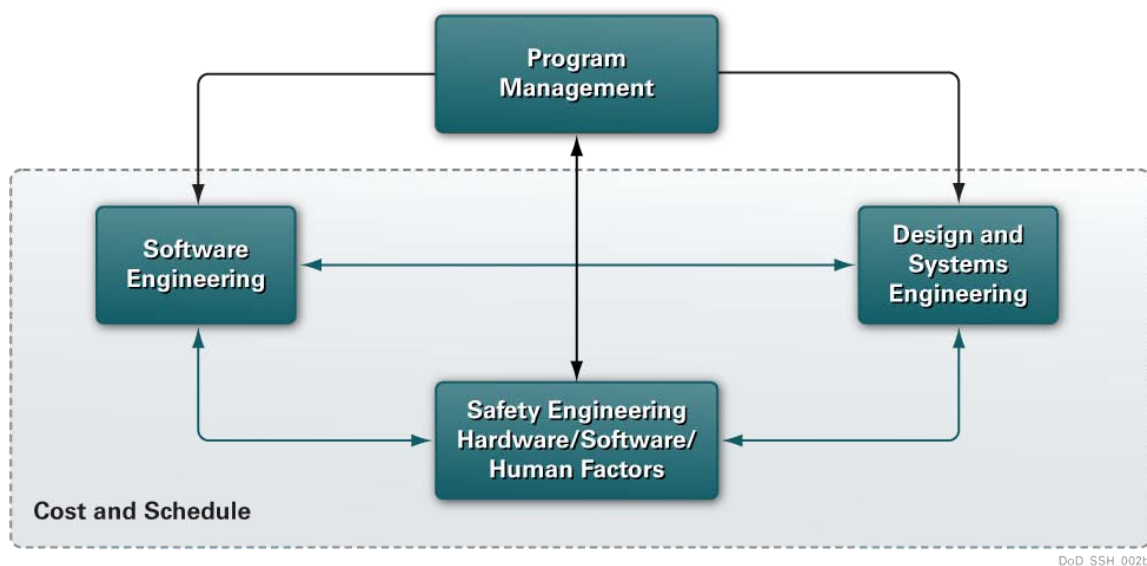 Program
Management
Software
Engineering
Design and
Systems
Engineering
Safety Engineering
Hardware/Software/
Human Factors
Cost and Schedule
DoD SSH 002b